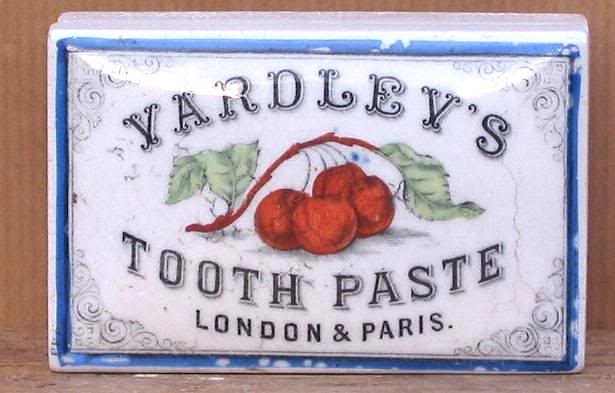 YARDLEY'S
TOOTH PASTE
LONDON & PARIS.